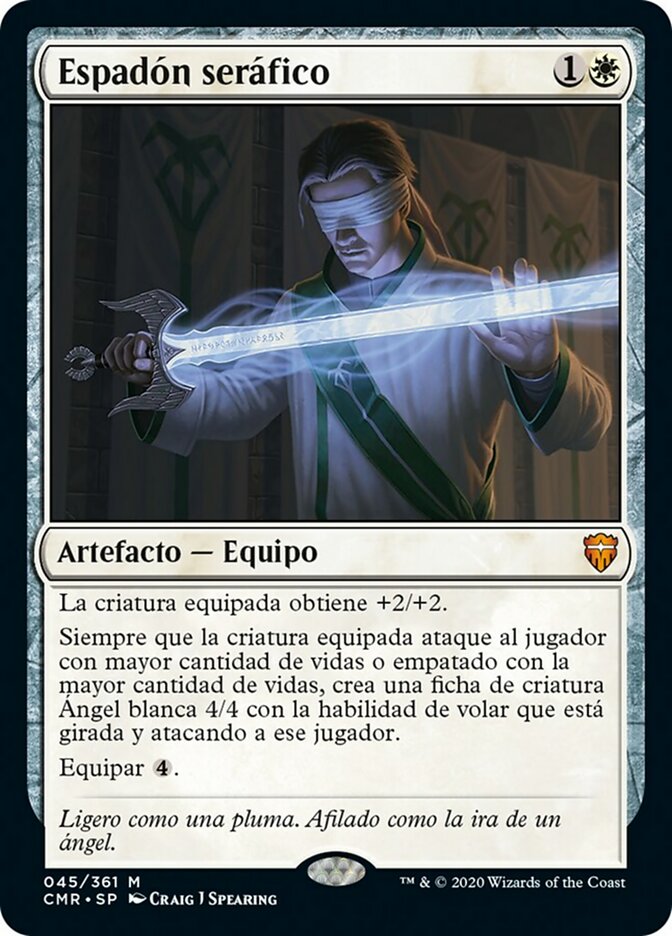 Espadón seráfico 1
Artefacto — Equipo
La criatura equipada obtiene +2/+2.
Siempre que la criatura equipada ataque al jugador
con mayor cantidad de vidas o empatado con la
mayor cantidad de vidas, crea una ficha de criatura
Ángel blanca 4/4 con la habilidad de volar que está
girada y atacando a ese jugador.
Equipar 4.
Ligero como una pluma. Afilado como la ira de un
ángel.
045/361 M
CMR • SP Craig J Spearing
™ & © 2020 Wizards of the Coast